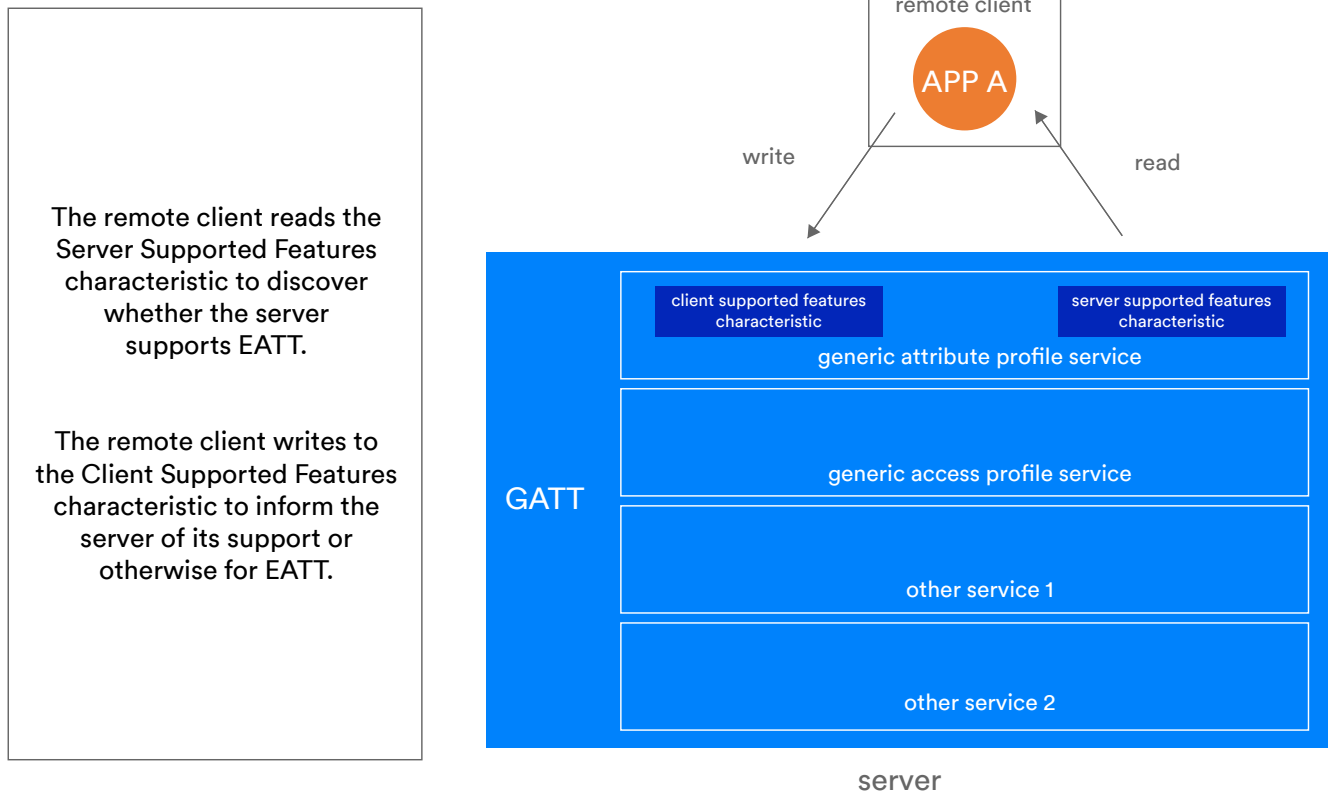 The remote client reads the
Server Supported Features
characteristic to discover
whether the server
supports EATT.
The remote client writes to
the Client Supported Features
characteristic to inform the
server of its support or
otherwise for EATT.
remote client
APP A
write
read
client supported features
characteristic
server supported features
characteristic
generic attribute profile service
generic access profile service
GATT
other service 1
other service 2
server